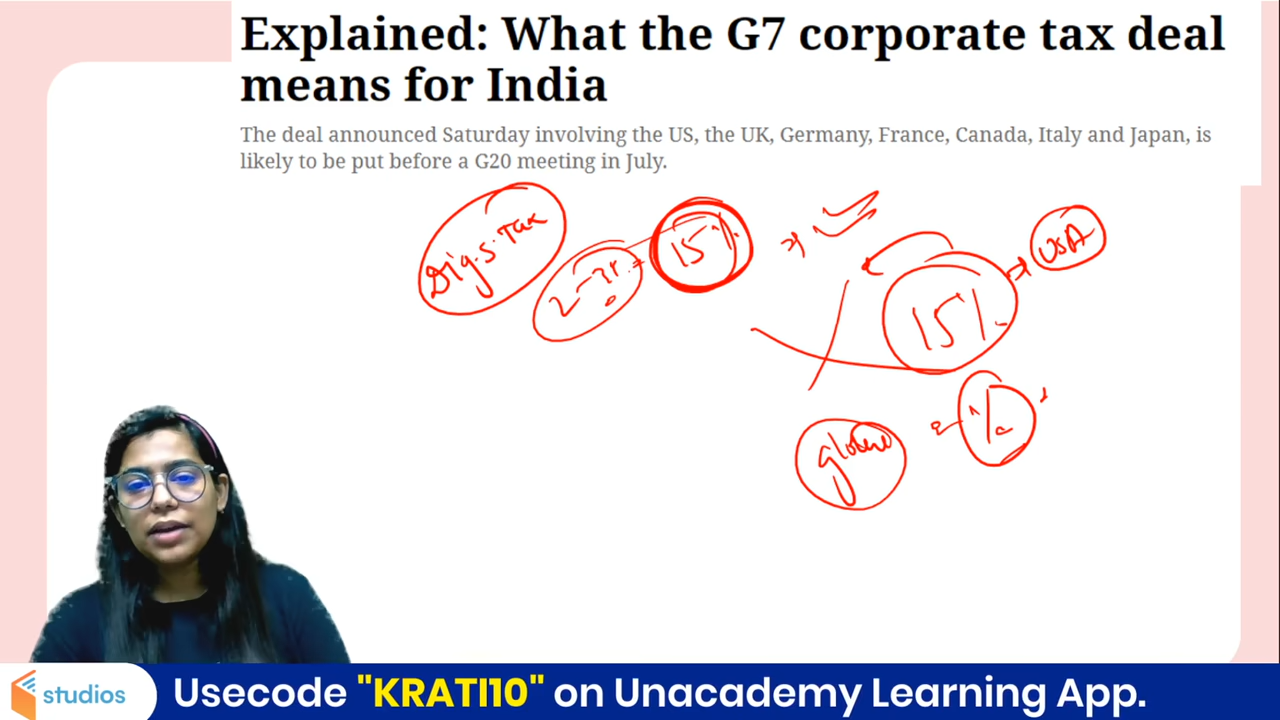 Explained: What the G7 corporate tax deal
means for India
The deal announced Saturday involving the US, the UK, Germany, France, Canada, Italy and Japan, is
likely to be put before a G20 meeting in July.
Dig. S. Tax
2-3%
15%
USA
15%
%
studios
Usecode "KRATI10" on Unacademy Learning App.